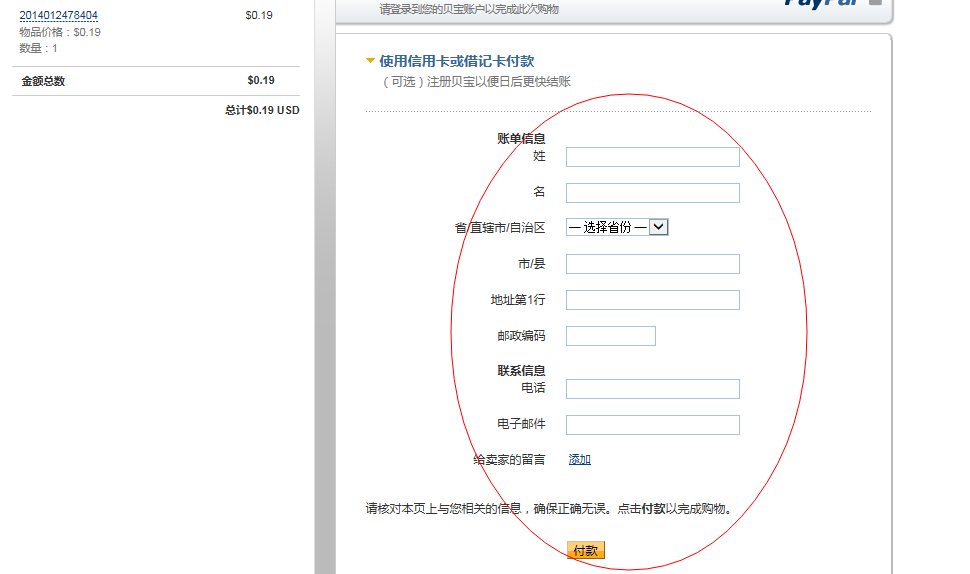 2014012478404 $0.19
物品价格：$0.19
数量：1
金额总数 $0.19
总计$0.19 USD
请登录到您的贝宝账户以完成此次购物
PayPal
使用信用卡或借记卡付款
（可选）注册贝宝以便日后更快结账
账单信息
姓
名
省/直辖市/自治区 — 选择省份 —
市/县
地址第1行
邮政编码
联系信息
电话
电子邮件
给卖家的留言 添加
请核对本页上与您相关的信息，确保正确无误。点击付款以完成购物。
付款